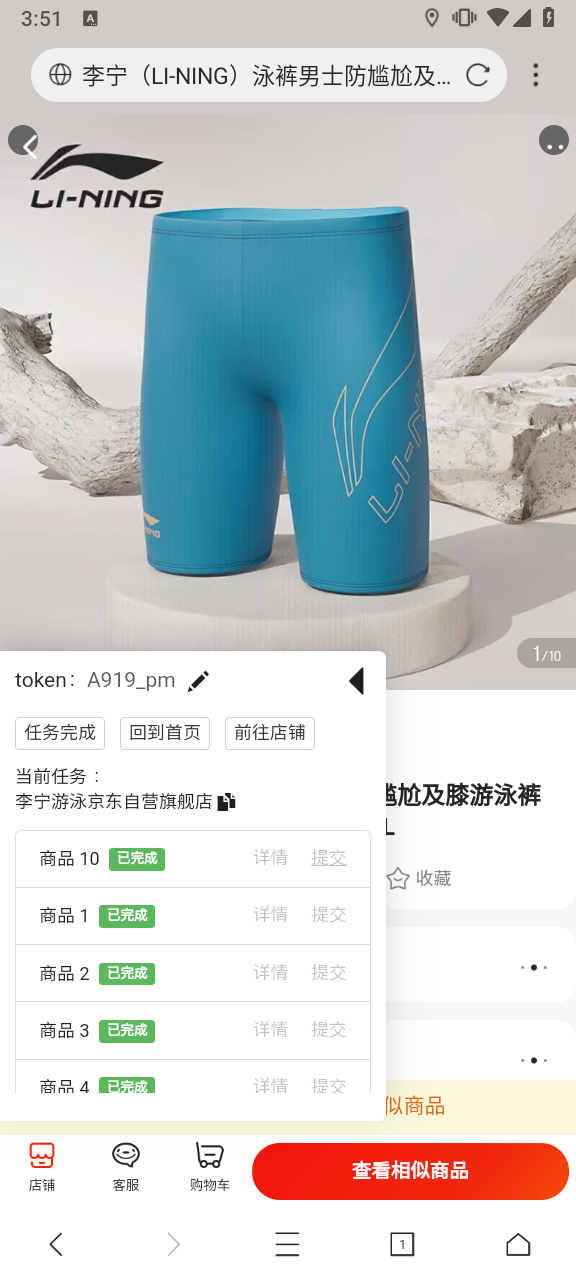 3:51
A
李宁（LI-NING）泳裤男士防尴尬及...
LI-NING
LI-N
NING
1/10
token： A919_pm
任务完成 回到首页 前往店铺
当前任务：
李宁游泳京东自营旗舰店
尴尬及膝游泳裤
L
收藏
商品 10 已完成 详情 提交
商品 1 已完成 详情 提交
商品 2 已完成 详情 提交
商品 3 已完成 详情 提交
商品 4 已完成 详情 提交
似商品
店铺 客服 购物车 查看相似商品
1